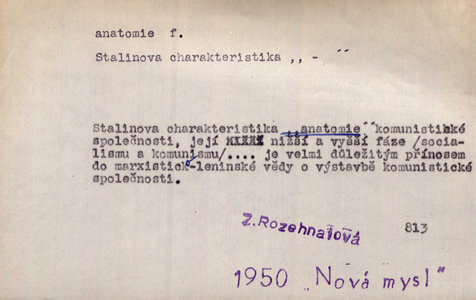 anatomie f.
Stalinova charakteristika ,, - ´´
Stalinova charakteristika ,,anatomie´´ komunistické
společnosti, její nižší a vyšší fáze /socia-
lismu a komunismu/.... je velmi důležitým přínosem
do marxisticko-leninské vědy o výstavbě komunistické
společnosti.
Z. Rozehnalová
813
1950 „Nová mysl"